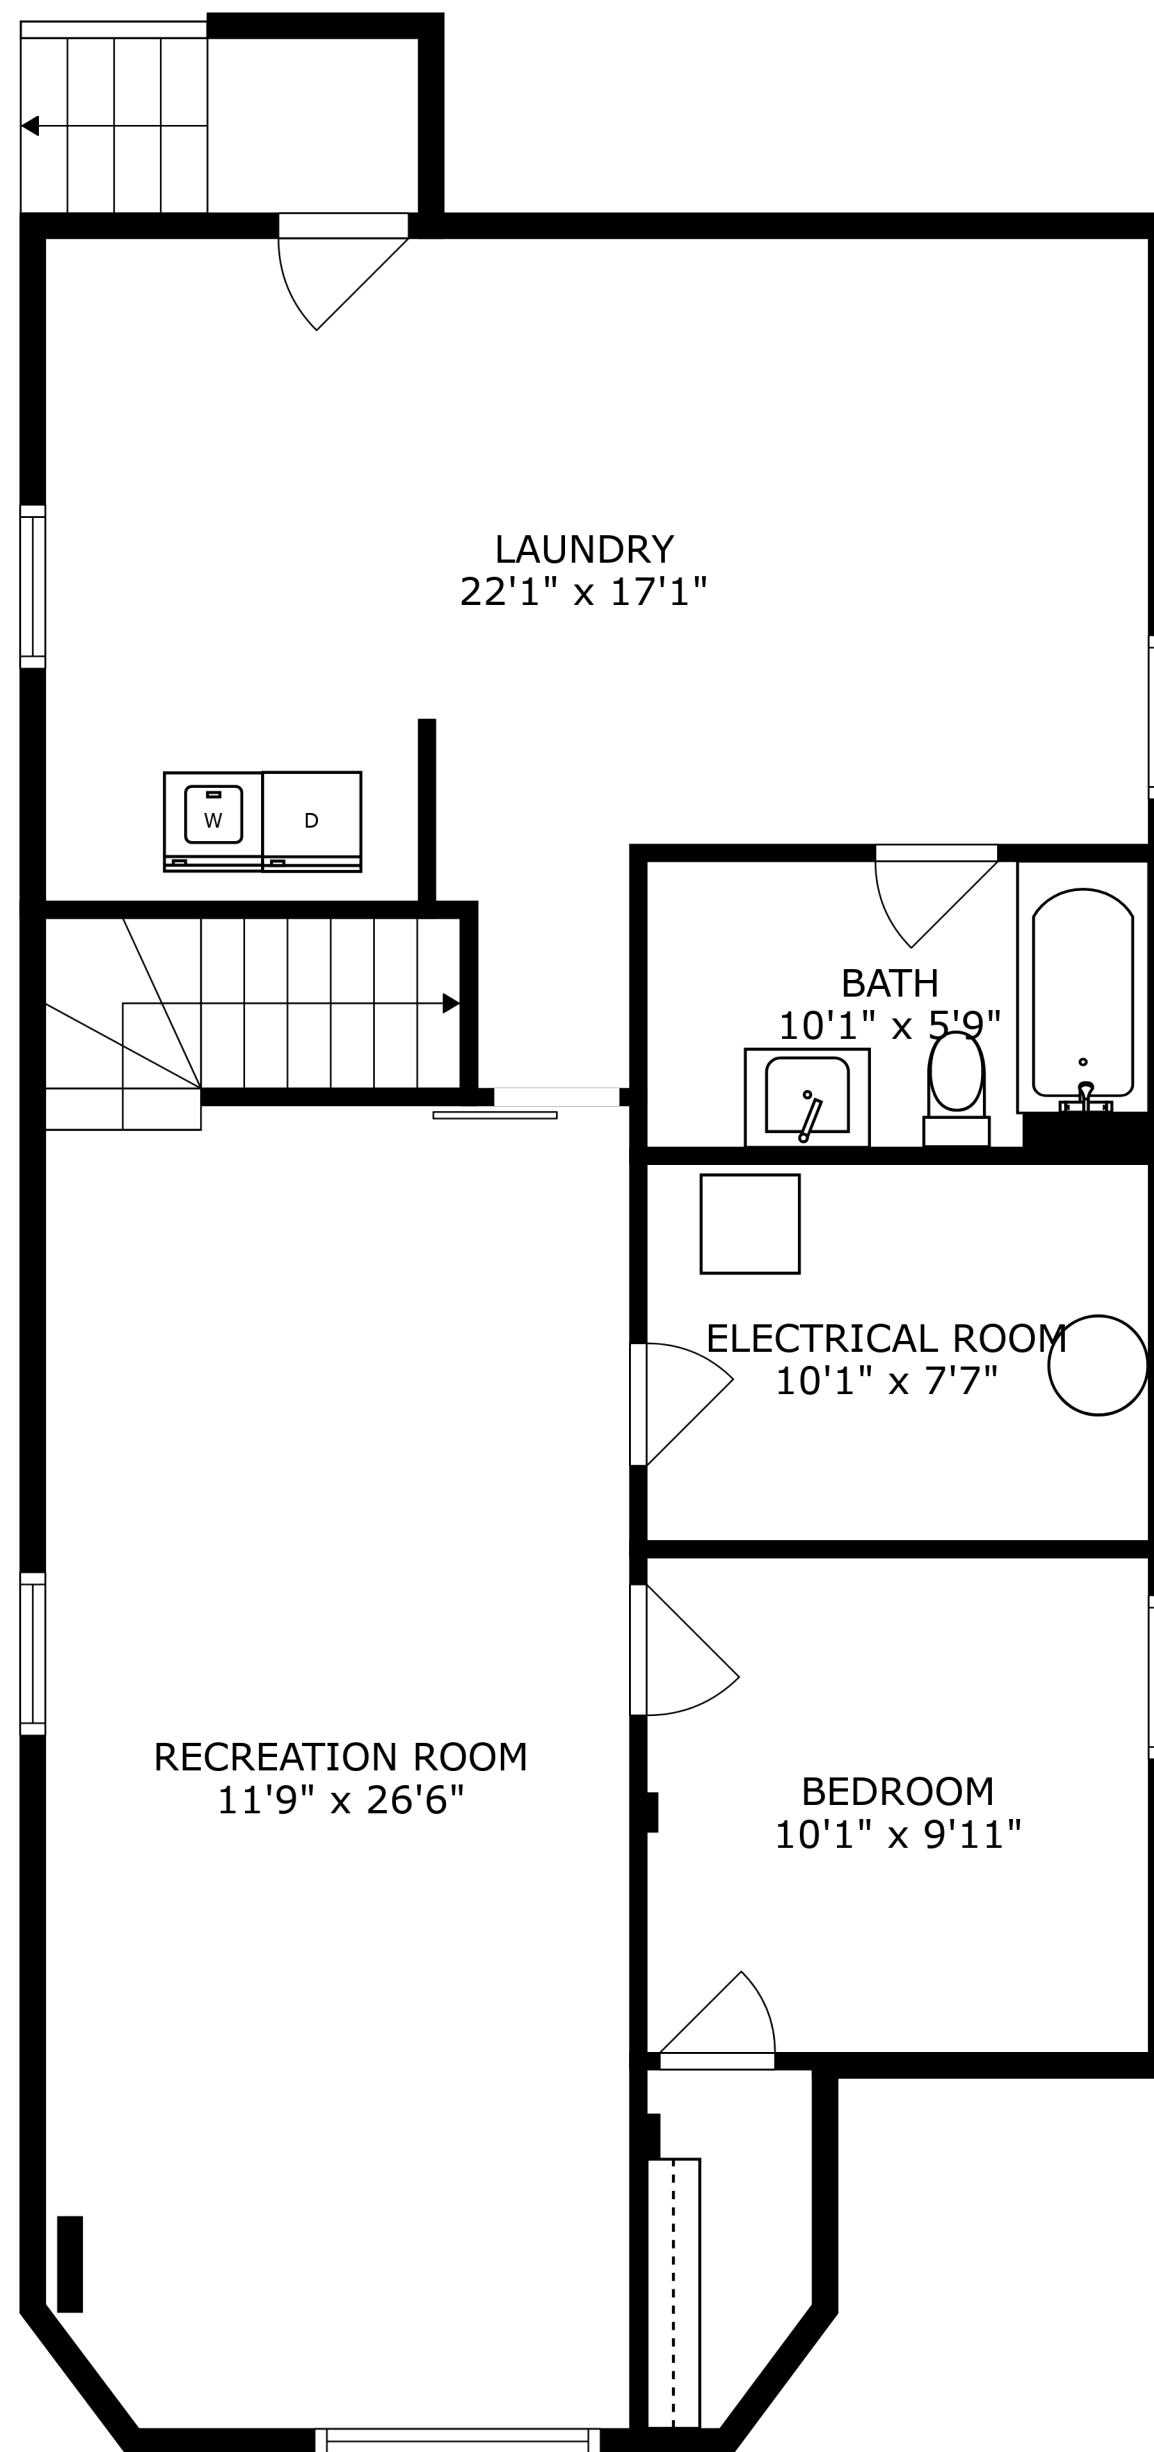 LAUNDRY
22'1" x 17'1"
W
D
BATH
10'1" x 5'9"
ELECTRICAL ROOM
10'1" x 7'7"
RECREATION ROOM
11'9" x 26'6"
BEDROOM
10'1" x 9'11"